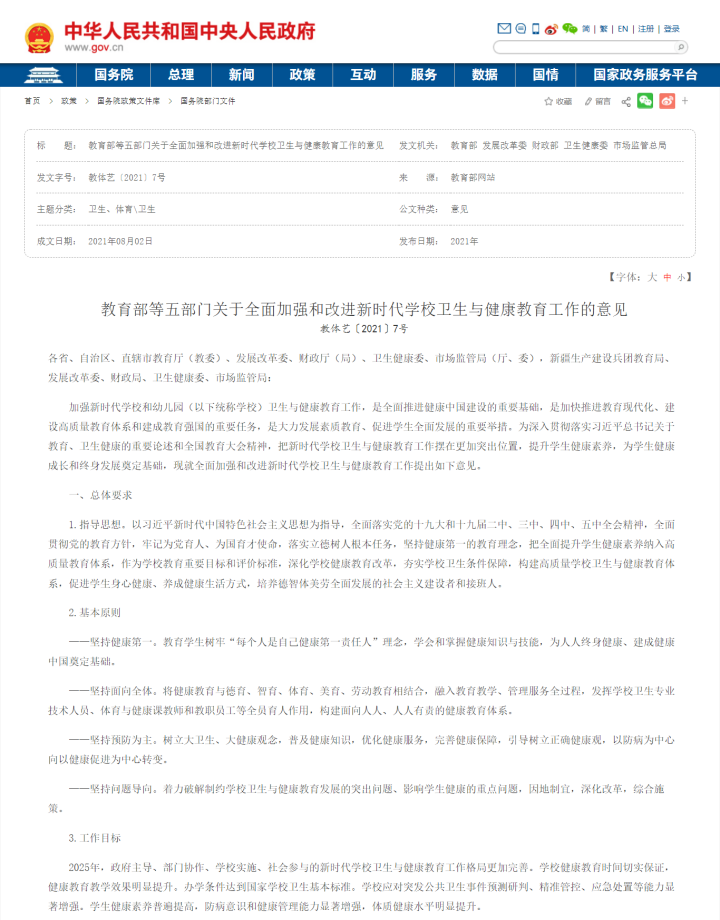 中华人民共和国中央人民政府
www.gov.cn
简 | 繁 | EN | 注册 | 登录
国务院 总理 新闻 政策 互动 服务 数据 国情 国家政务服务平台
首页 > 政策 > 国务院政策文件库 > 国务院部门文件
收藏 留言
标 题： 教育部等五部门关于全面加强和改进新时代学校卫生与健康教育工作的意见 发文机关： 教育部 发展改革委 财政部 卫生健康委 市场监管总局
发文字号： 教体艺〔2021〕7号 来 源： 教育部网站
主题分类： 卫生、体育\卫生 公文种类： 意见
成文日期： 2021年08月02日 发布日期： 2021年
【字体：大 中 小】
教育部等五部门关于全面加强和改进新时代学校卫生与健康教育工作的意见
教体艺〔2021〕7号
各省、自治区、直辖市教育厅（教委）、发展改革委、财政厅（局）、卫生健康委、市场监管局（厅、委），新疆生产建设兵团教育局、
发展改革委、财政局、卫生健康委、市场监管局：
加强新时代学校和幼儿园（以下统称学校）卫生与健康教育工作，是全面推进健康中国建设的重要基础，是加快推进教育现代化、建
设高质量教育体系和建成教育强国的重要任务，是大力发展素质教育、促进学生全面发展的重要举措。为深入贯彻落实习近平总书记关于
教育、卫生健康的重要论述和全国教育大会精神，把新时代学校卫生与健康教育工作摆在更加突出位置，提升学生健康素养，为学生健康
成长和终身发展奠定基础，现就全面加强和改进新时代学校卫生与健康教育工作提出如下意见。
一、总体要求
1.指导思想。以习近平新时代中国特色社会主义思想为指导，全面落实党的十九大和十九届二中、三中、四中、五中全会精神，全面
贯彻党的教育方针，牢记为党育人、为国育才使命，落实立德树人根本任务，坚持健康第一的教育理念，把全面提升学生健康素养纳入高
质量教育体系，作为学校教育重要目标和评价标准，深化学校健康教育改革，夯实学校卫生条件保障，构建高质量学校卫生与健康教育体
系，促进学生身心健康、养成健康生活方式，培养德智体美劳全面发展的社会主义建设者和接班人。
2.基本原则
——坚持健康第一。教育学生树牢“每个人是自己健康第一责任人”理念，学会和掌握健康知识与技能，为人人终身健康、建成健康
中国奠定基础。
——坚持面向全体。将健康教育与德育、智育、体育、美育、劳动教育相结合，融入教育教学、管理服务全过程，发挥学校卫生专业
技术人员、体育与健康课教师和教职员工等全员育人作用，构建面向人人、人人有责的健康教育体系。
——坚持预防为主。树立大卫生、大健康观念，普及健康知识，优化健康服务，完善健康保障，引导树立正确健康观，以防病为中心
向以健康促进为中心转变。
——坚持问题导向。着力破解制约学校卫生与健康教育发展的突出问题、影响学生健康的重点问题，因地制宜，深化改革，综合施
策。
3.工作目标
2025年，政府主导、部门协作、学校实施、社会参与的新时代学校卫生与健康教育工作格局更加完善。学校健康教育时间切实保证，
健康教育教学效果明显提升。办学条件达到国家学校卫生基本标准。学校应对突发公共卫生事件预测研判、精准管控、应急处置等能力显
著增强。学生健康素养普遍提高，防病意识和健康管理能力显著增强，体质健康水平明显提升。